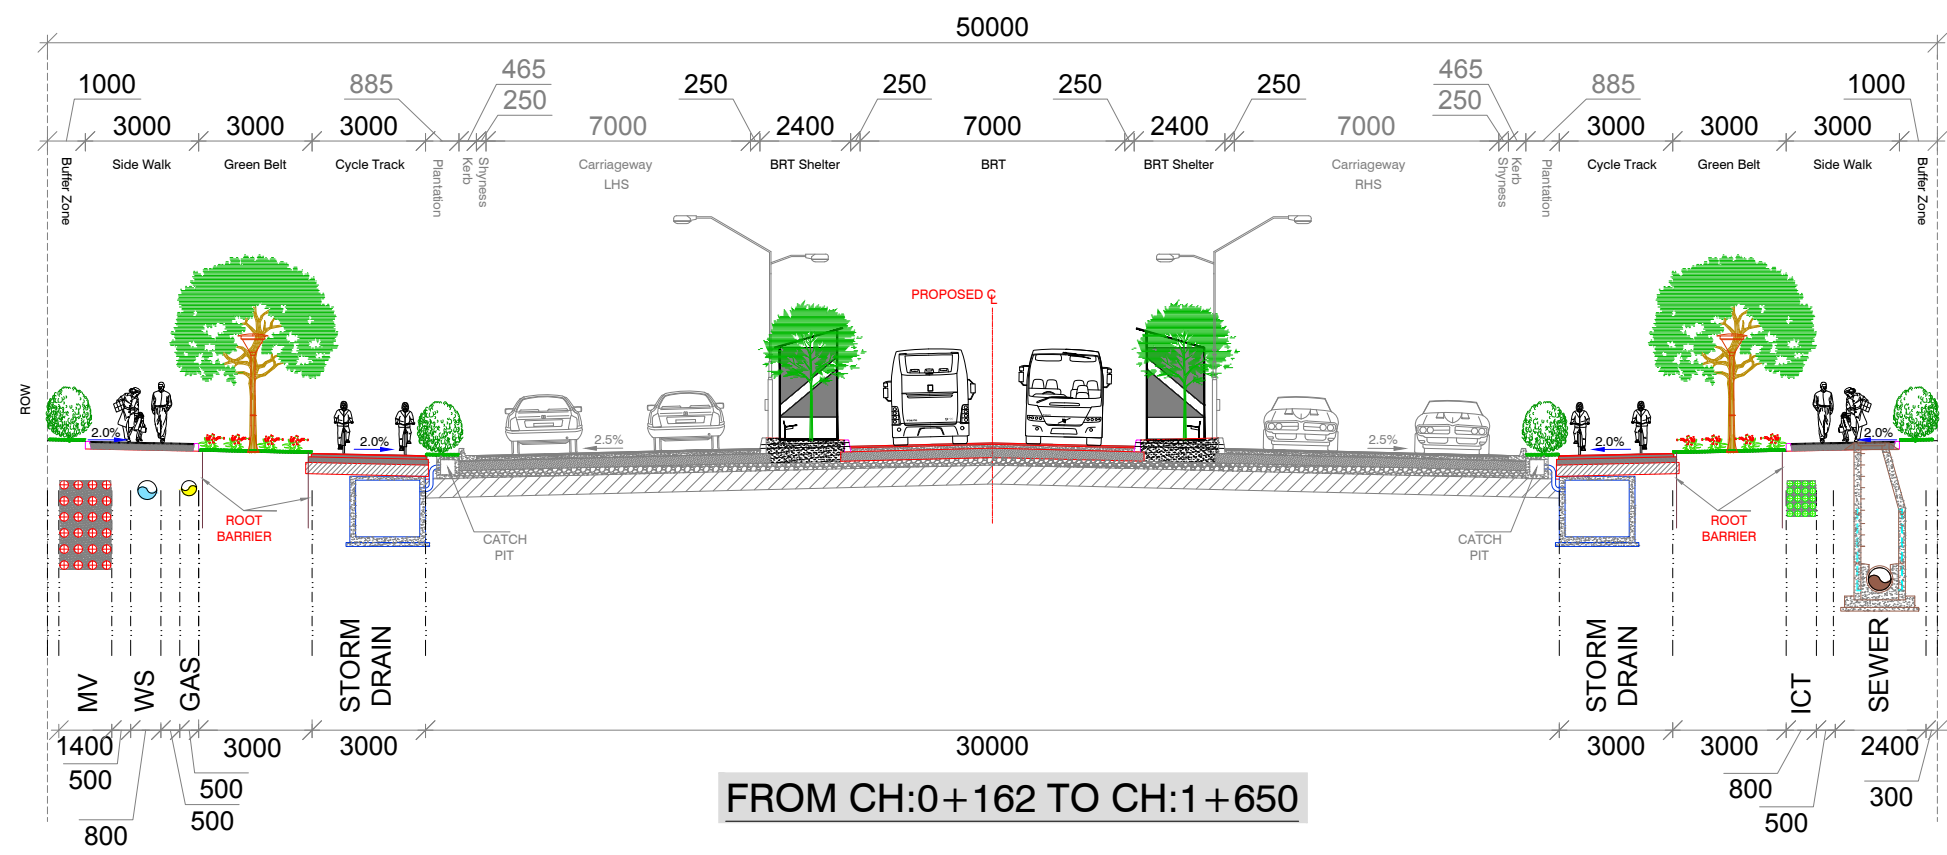 50000
1000
885
465
250
250
250
250
250
465
250
885
1000
3000
3000
3000
7000
2400
7000
2400
7000
3000
3000
3000
Buffer Zone
Side Walk
Green Belt
Cycle Track
Plantation
Kerb
Shyness
Carriageway
LHS
BRT Shelter
BRT
BRT Shelter
Carriageway
RHS
Shyness
Kerb
Plantation
Cycle Track
Green Belt
Side Walk
Buffer Zone
PROPOSED ℄
ROW
2.0%
2.0%
2.5%
2.5%
2.0%
2.0%
ROOT
BARRIER
CATCH
PIT
CATCH
PIT
ROOT
BARRIER
MV
WS
GAS
STORM
DRAIN
STORM
DRAIN
ICT
SEWER
1400
500
800
500
500
3000
3000
30000
3000
3000
800
500
2400
300
FROM CH:0+162 TO CH:1+650